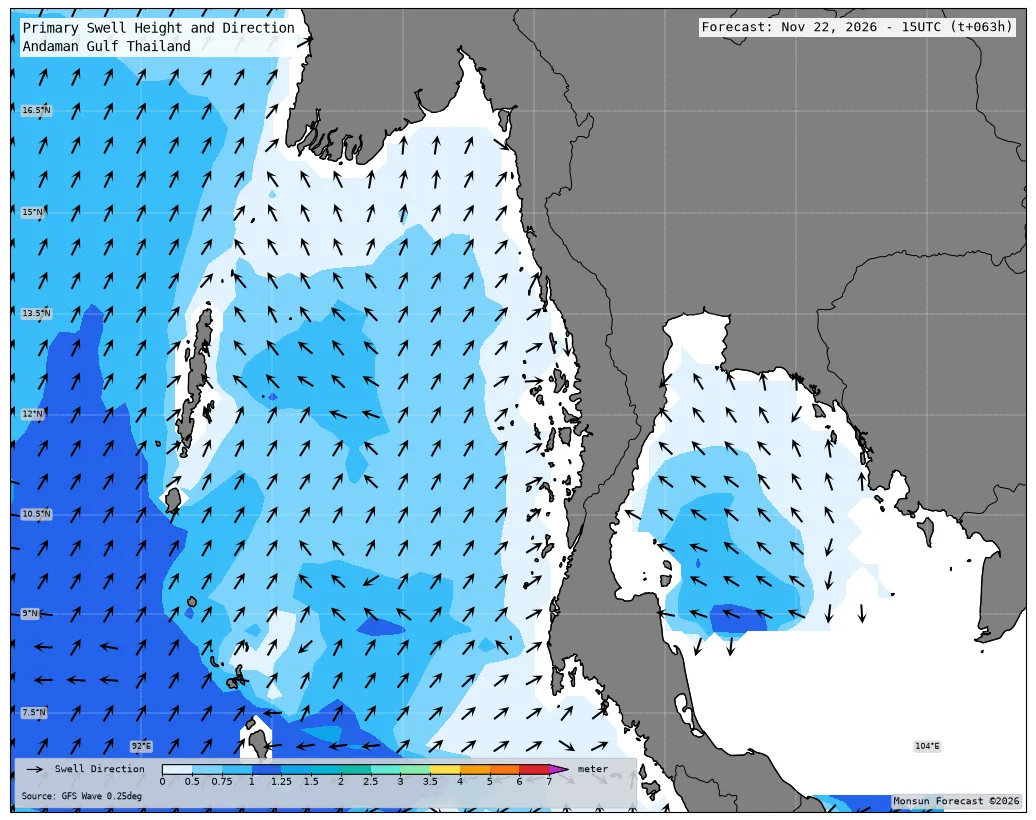 Primary Swell Height and Direction
Andaman Gulf Thailand
Forecast: Nov 22, 2026 - 15UTC (t+063h)
16.5°N
15°N
13.5°N
12°N
10.5°N
9°N
7.5°N
92°E
104°E
Swell Direction
0 0.5 0.75 1 1.25 1.5 2 2.5 3 3.5 4 5 6 7
meter
Source: GFS Wave 0.25deg
Monsun Forecast ©2026